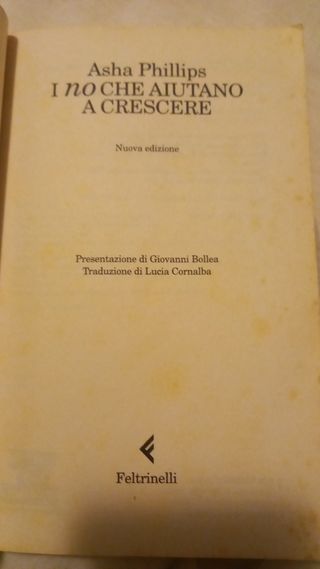 Asha Phillips
I no CHE AIUTANO
A CRESCERE
Nuova edizione
Presentazione di Giovanni Bollea
Traduzione di Lucia Cornalba
Feltrinelli